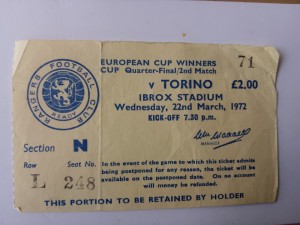 RANGERS FOOTBALL CLUB
READY
EUROPEAN CUP WINNERS
CUP Quarter-Final/2nd Match
71
v TORINO £2.00
IBROX STADIUM
Wednesday, 22nd March, 1972
KICK-OFF 7.30 p.m.
MANAGER
Section N
Row Seat No.
L 248
In the event of the game to which this ticket admits
being postponed for any reason, the ticket will be
available on the postponed date. On no account
will money be refunded.
THIS PORTION TO BE RETAINED BY HOLDER